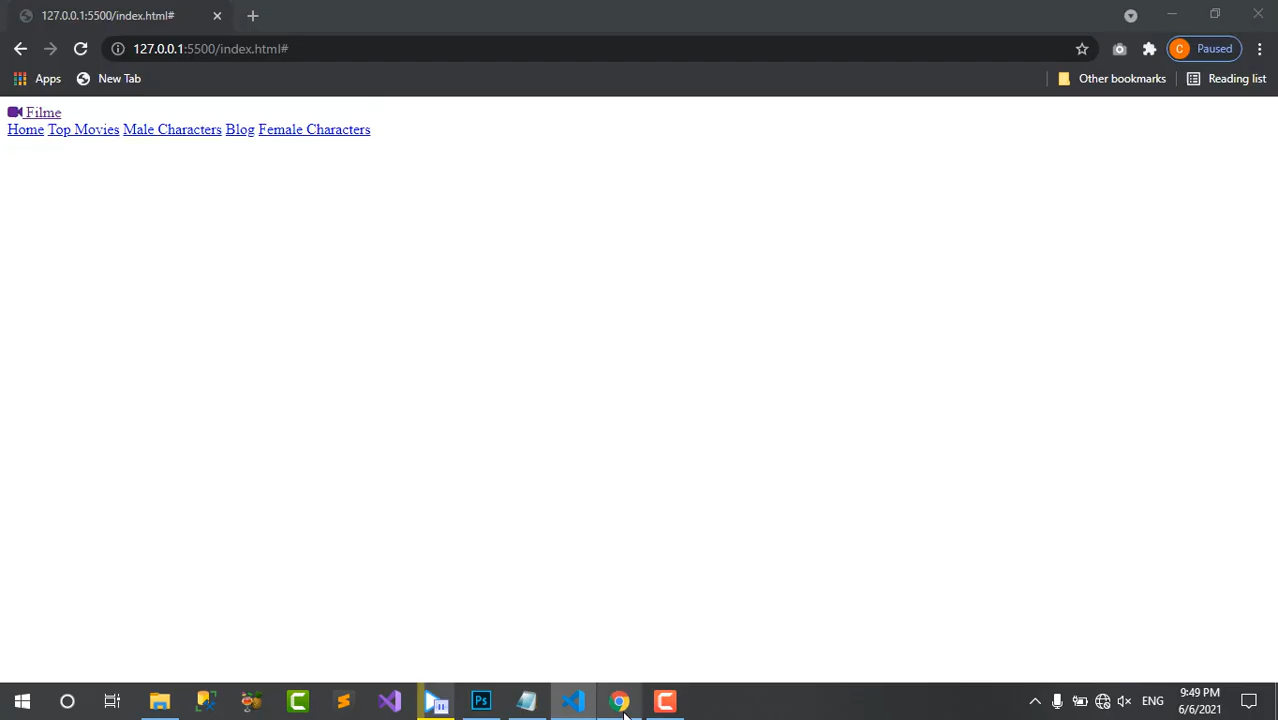 127.0.0.1:5500/index.html#
127.0.0.1:5500/index.html#
C Paused
Apps New Tab Other bookmarks Reading list
Filme
Home Top Movies Male Characters Blog Female Characters
Ps
ENG
9:49 PM
6/6/2021